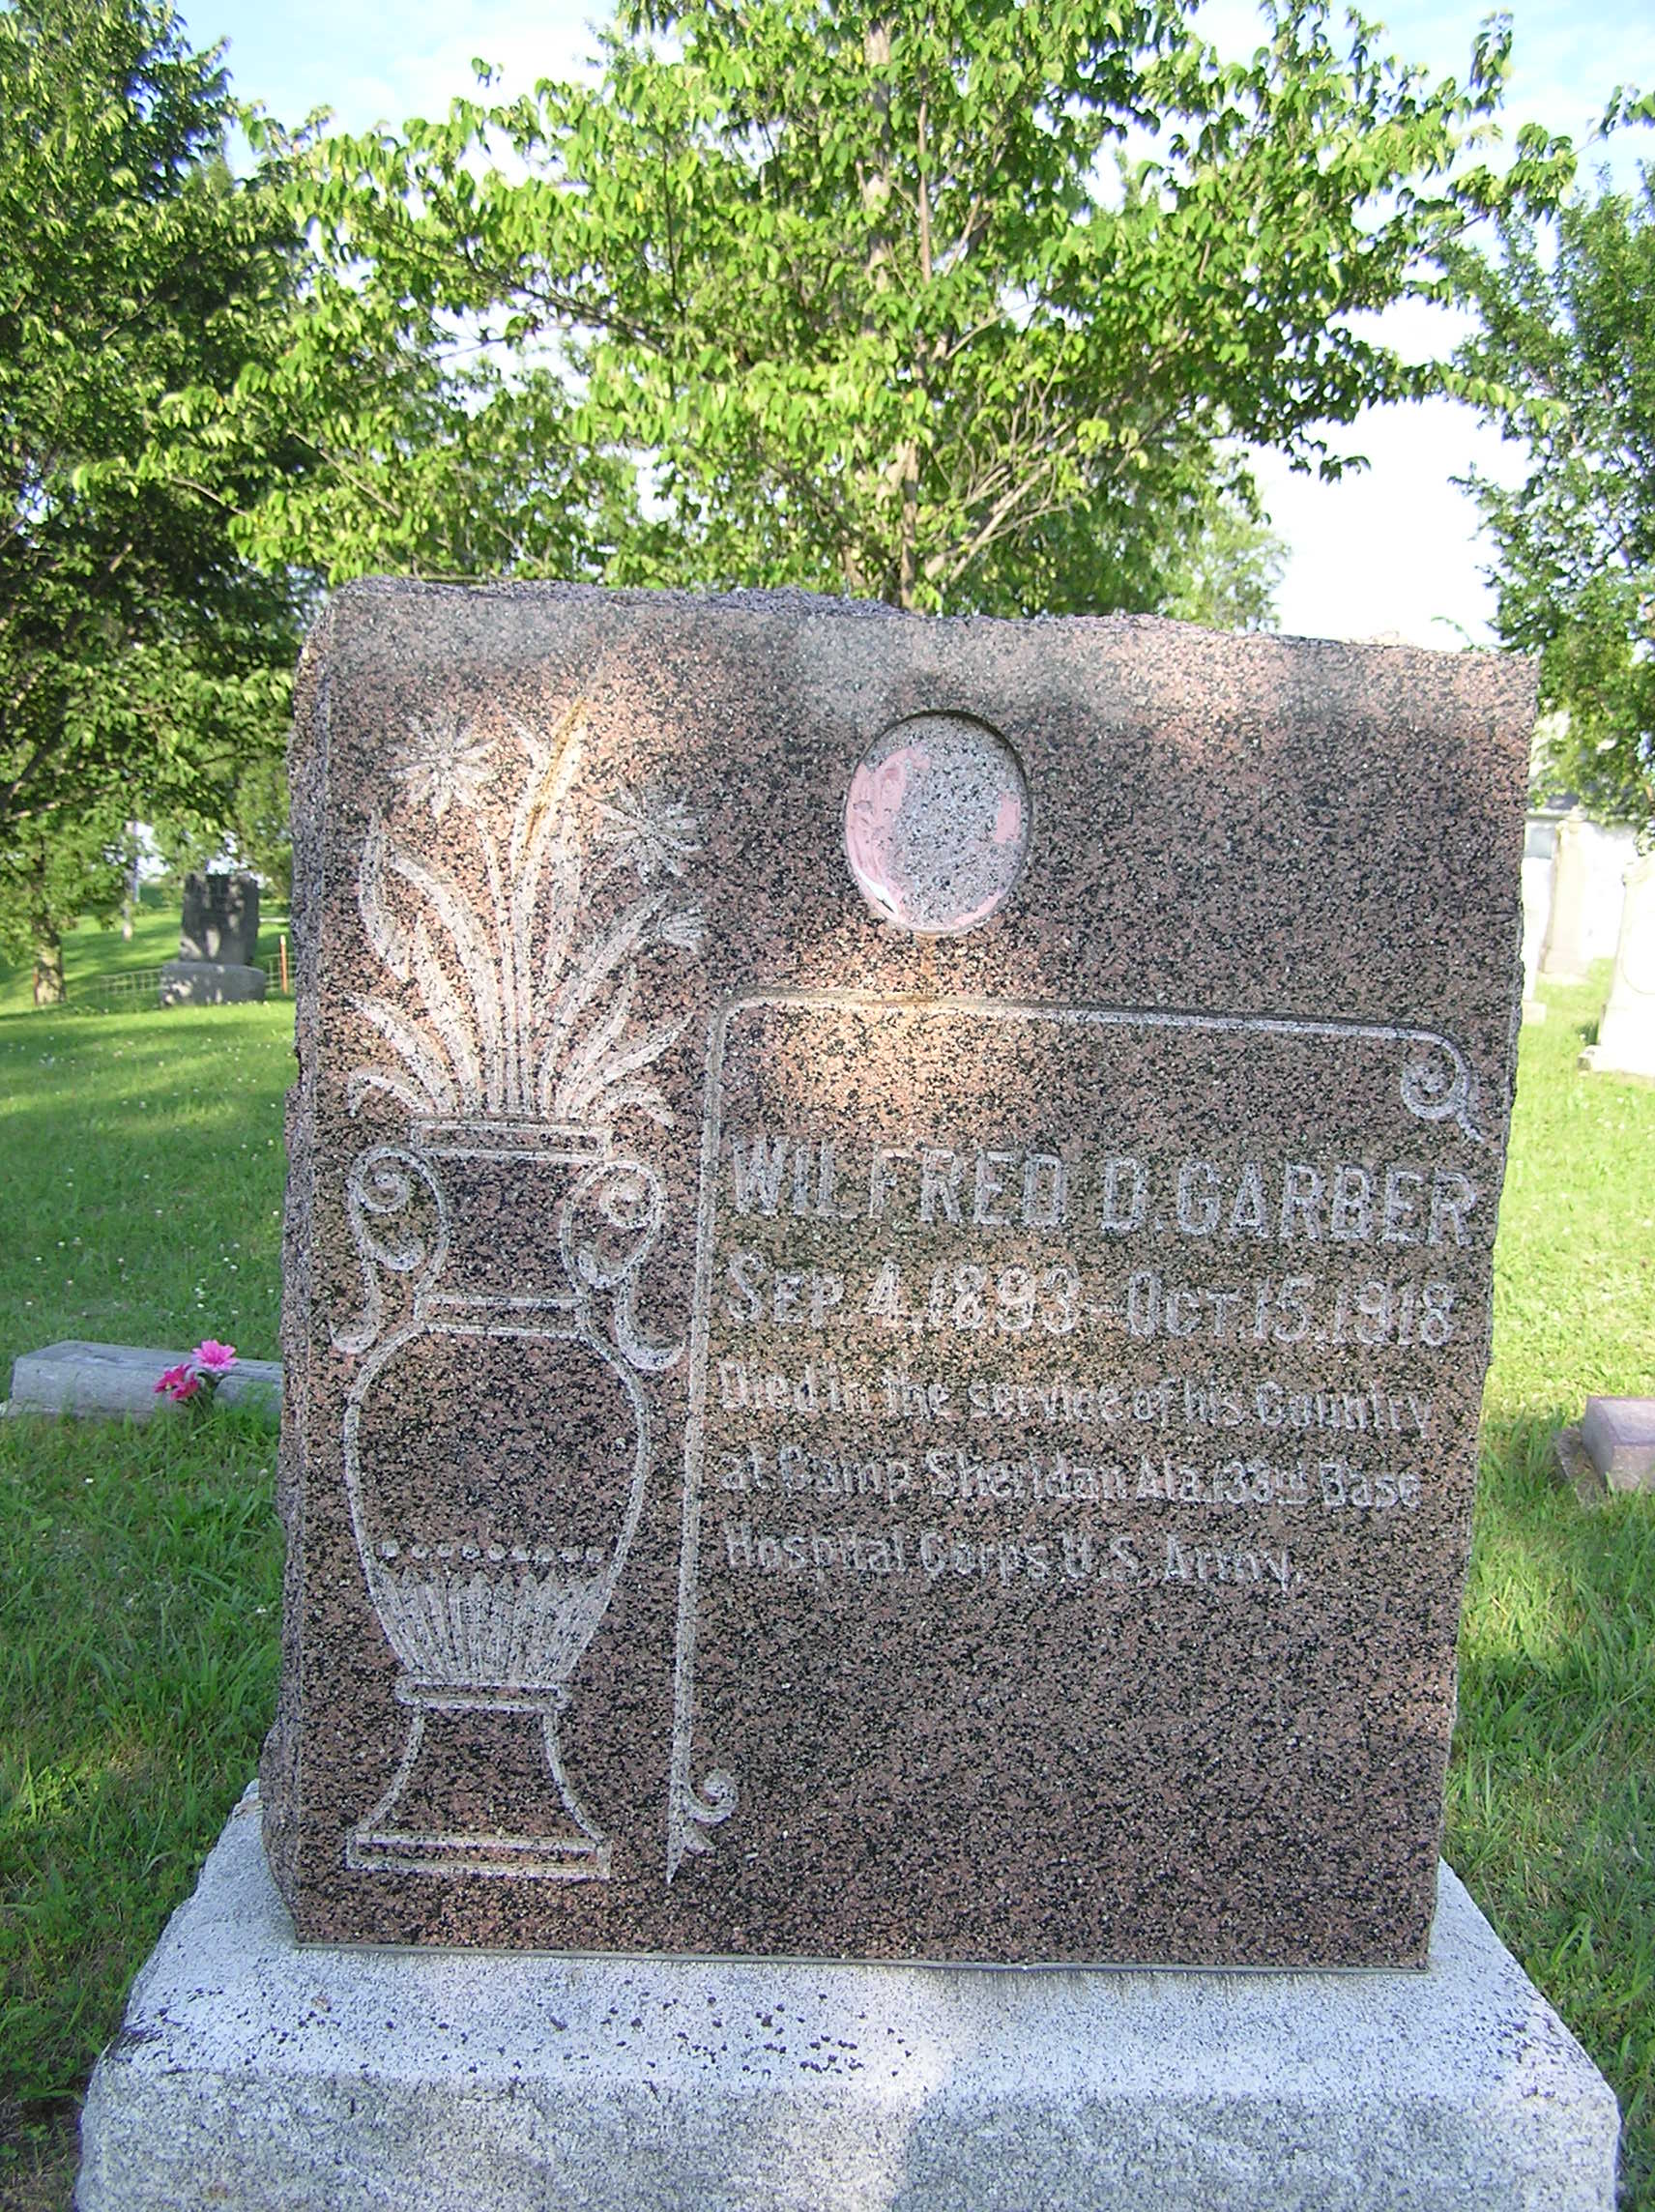 WILFRED D. GARBER
SEP. 4, 1893 – OCT 15, 1918
Died in the service of his Country
at Camp Sheridan Ala. 33rd Base
Hospital Corps U.S. Army.